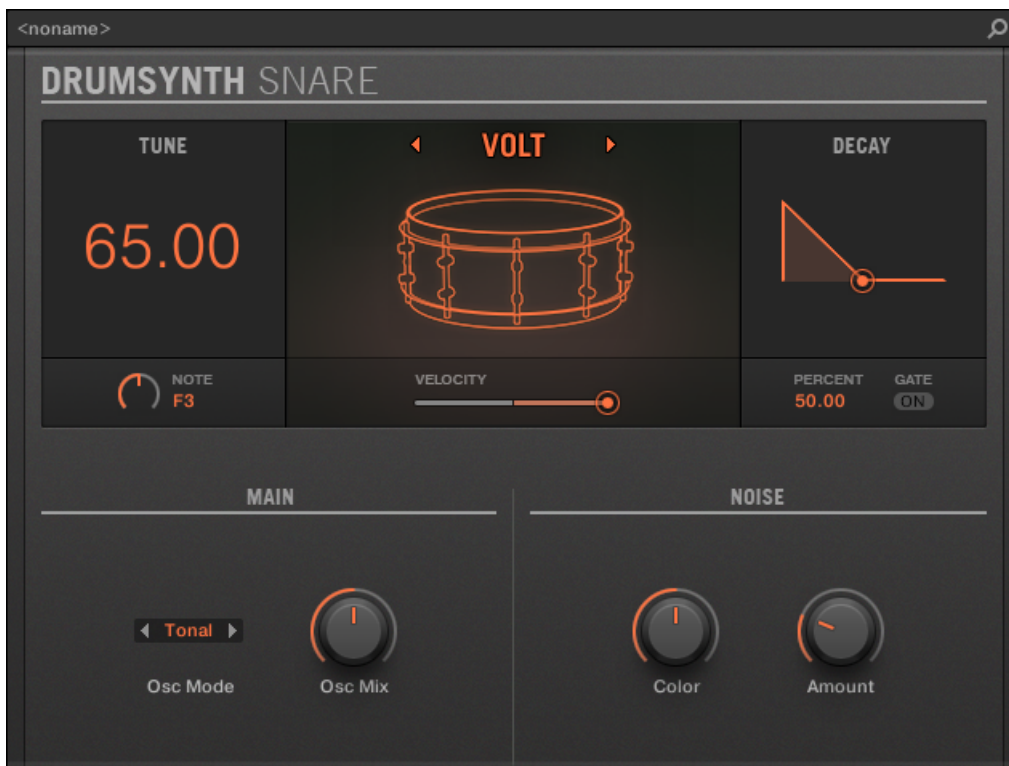 <noname>
DRUMSYNTH SNARE
TUNE
VOLT
DECAY
65.00
NOTE
F3
VELOCITY
PERCENT
50.00
GATE
ON
MAIN
NOISE
Tonal
Osc Mode
Osc Mix
Color
Amount